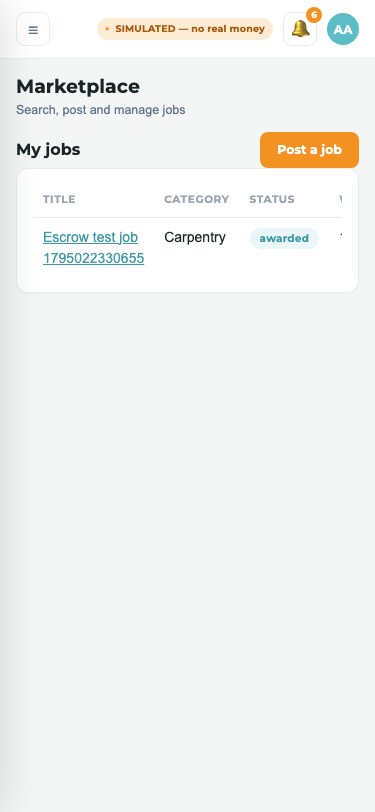 SIMULATED — no real money
6
AA
Marketplace
Search, post and manage jobs
My jobs
Post a job
TITLE CATEGORY STATUS
Escrow test job Carpentry awarded
1795022330655